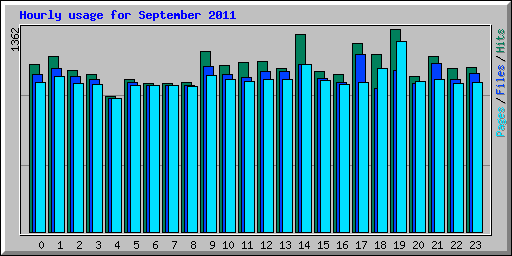 Hourly usage for September 2011
1362
Pages / Files / Hits
0 1 2 3 4 5 6 7 8 9 10 11 12 13 14 15 16 17 18 19 20 21 22 23